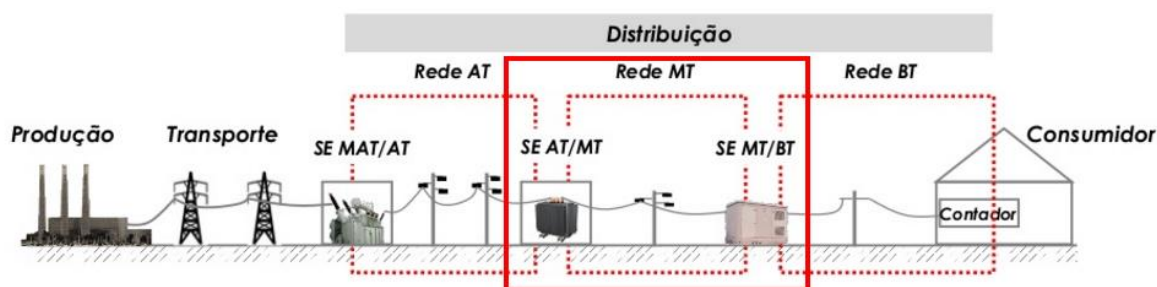 Distribuição
Rede AT Rede MT Rede BT
Produção Transporte Consumidor
SE MAT/AT SE AT/MT SE MT/BT
Contador